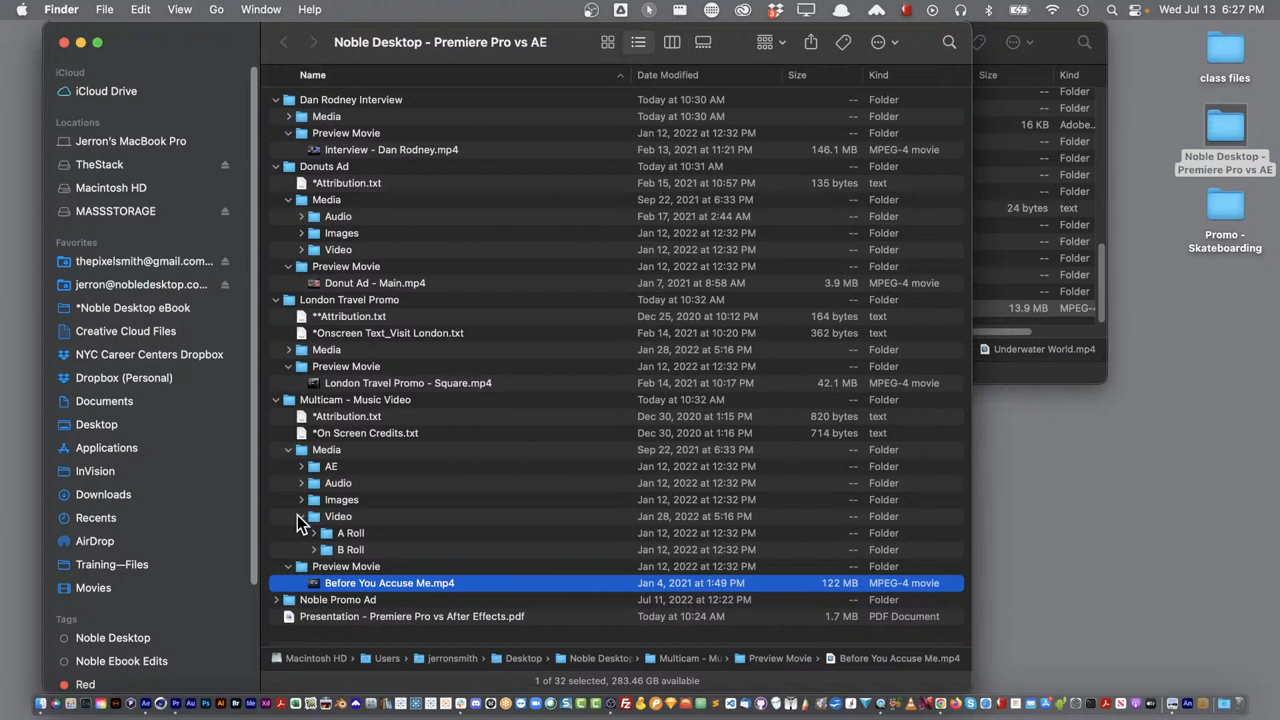 Finder File Edit View Go Window Help Wed Jul 13 6:27 PM
Noble Desktop - Premiere Pro vs AE
iCloud
iCloud Drive
Locations
Jerron's MacBook Pro
TheStack
Macintosh HD
MASSSTORAGE
Favorites
thepixelsmith@gmail.com...
jerron@nobledesktop.co...
*Noble Desktop eBook
Creative Cloud Files
NYC Career Centers Dropbox
Dropbox (Personal)
Documents
Desktop
Applications
InVision
Downloads
Recents
AirDrop
Training—Files
Movies
Tags
Noble Desktop
Noble Ebook Edits
Red
Name Date Modified Size Kind
Dan Rodney Interview Today at 10:30 AM -- Folder
Media Today at 10:30 AM -- Folder
Preview Movie Jan 12, 2022 at 12:32 PM -- Folder
Interview - Dan Rodney.mp4 Feb 13, 2021 at 11:21 PM 146.1 MB MPEG-4 movie
Donuts Ad Today at 10:31 AM -- Folder
*Attribution.txt Feb 15, 2021 at 10:57 PM 135 bytes text
Media Sep 22, 2021 at 6:33 PM -- Folder
Audio Feb 17, 2021 at 2:44 AM -- Folder
Images Jan 12, 2022 at 12:32 PM -- Folder
Video Jan 12, 2022 at 12:32 PM -- Folder
Preview Movie Jan 12, 2022 at 12:32 PM -- Folder
Donut Ad - Main.mp4 Jan 7, 2021 at 8:58 AM 3.9 MB MPEG-4 movie
London Travel Promo Today at 10:32 AM -- Folder
**Attribution.txt Dec 25, 2020 at 10:12 PM 164 bytes text
*Onscreen Text_Visit London.txt Feb 14, 2021 at 10:20 PM 362 bytes text
Media Jan 28, 2022 at 5:16 PM -- Folder
Preview Movie Jan 12, 2022 at 12:32 PM -- Folder
London Travel Promo - Square.mp4 Feb 14, 2021 at 10:17 PM 42.1 MB MPEG-4 movie
Multicam - Music Video Today at 10:32 AM -- Folder
*Attribution.txt Dec 30, 2020 at 1:15 PM 820 bytes text
*On Screen Credits.txt Dec 30, 2020 at 1:16 PM 714 bytes text
Media Sep 22, 2021 at 6:33 PM -- Folder
AE Jan 12, 2022 at 12:32 PM -- Folder
Audio Jan 12, 2022 at 12:32 PM -- Folder
Images Jan 12, 2022 at 12:32 PM -- Folder
Video Jan 28, 2022 at 5:16 PM -- Folder
A Roll Jan 12, 2022 at 12:32 PM -- Folder
B Roll Jan 12, 2022 at 12:32 PM -- Folder
Preview Movie Jan 12, 2022 at 12:32 PM -- Folder
Before You Accuse Me.mp4 Jan 4, 2021 at 1:49 PM 122 MB MPEG-4 movie
Noble Promo Ad Jul 11, 2022 at 12:22 PM -- Folder
Presentation - Premiere Pro vs After Effects.pdf Today at 10:24 AM 1.7 MB PDF Document
Macintosh HD Users jerronsmith Desktop Noble Deskto Multicam - Mu Preview Movie Before You Accuse Me.mp4
1 of 32 selected, 283.46 GB available
Size Kind
-- Folder
-- Folder
16 KB Adobe...
-- Folder
-- Folder
-- Folder
-- Folder
24 bytes text
-- Folder
-- Folder
-- Folder
-- Folder
-- Folder
13.9 MB MPEG-
Underwater World.mp4
class files
Noble Desktop -
Premiere Pro vs AE
Promo -
Skateboarding